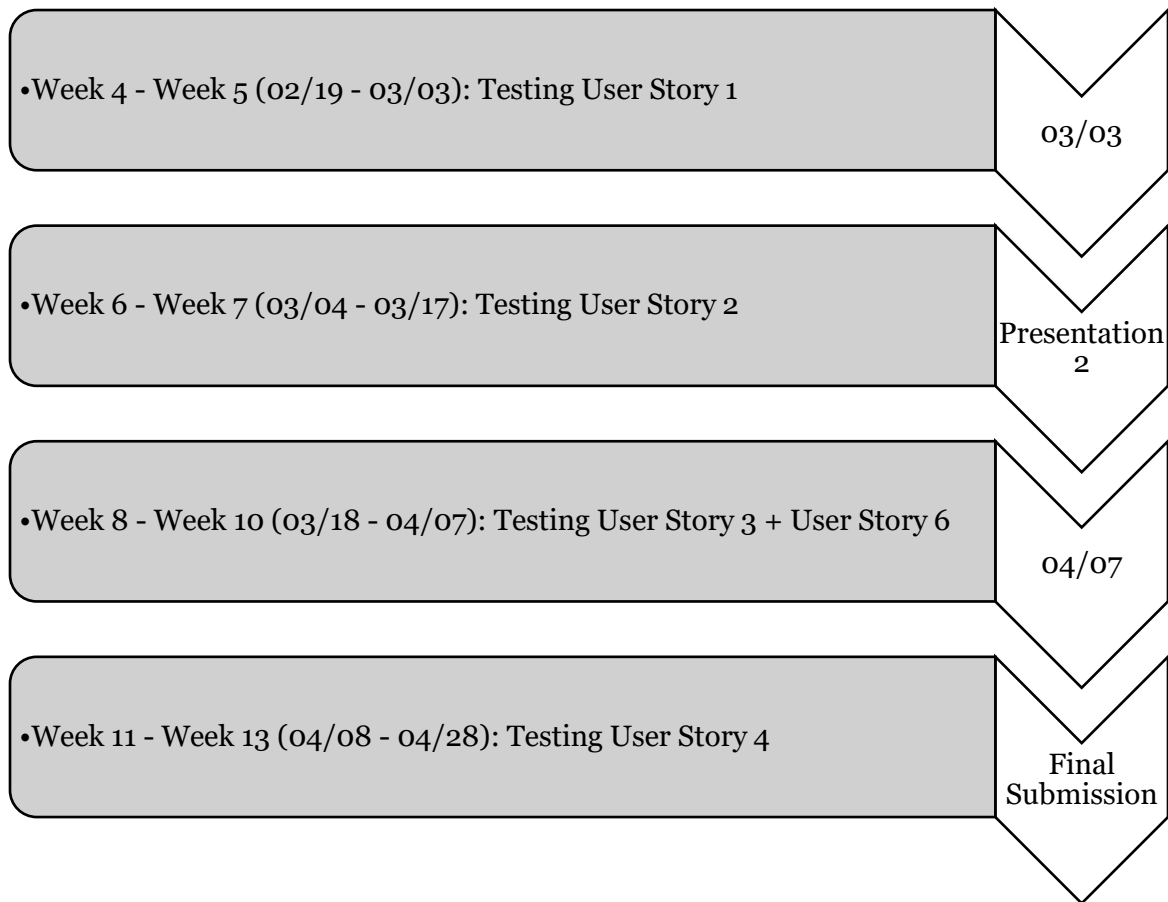 •Week 4 - Week 5 (02/19 - 03/03): Testing User Story 1
03/03
•Week 6 - Week 7 (03/04 - 03/17): Testing User Story 2
Presentation
2
•Week 8 - Week 10 (03/18 - 04/07): Testing User Story 3 + User Story 6
04/07
•Week 11 - Week 13 (04/08 - 04/28): Testing User Story 4
Final
Submission